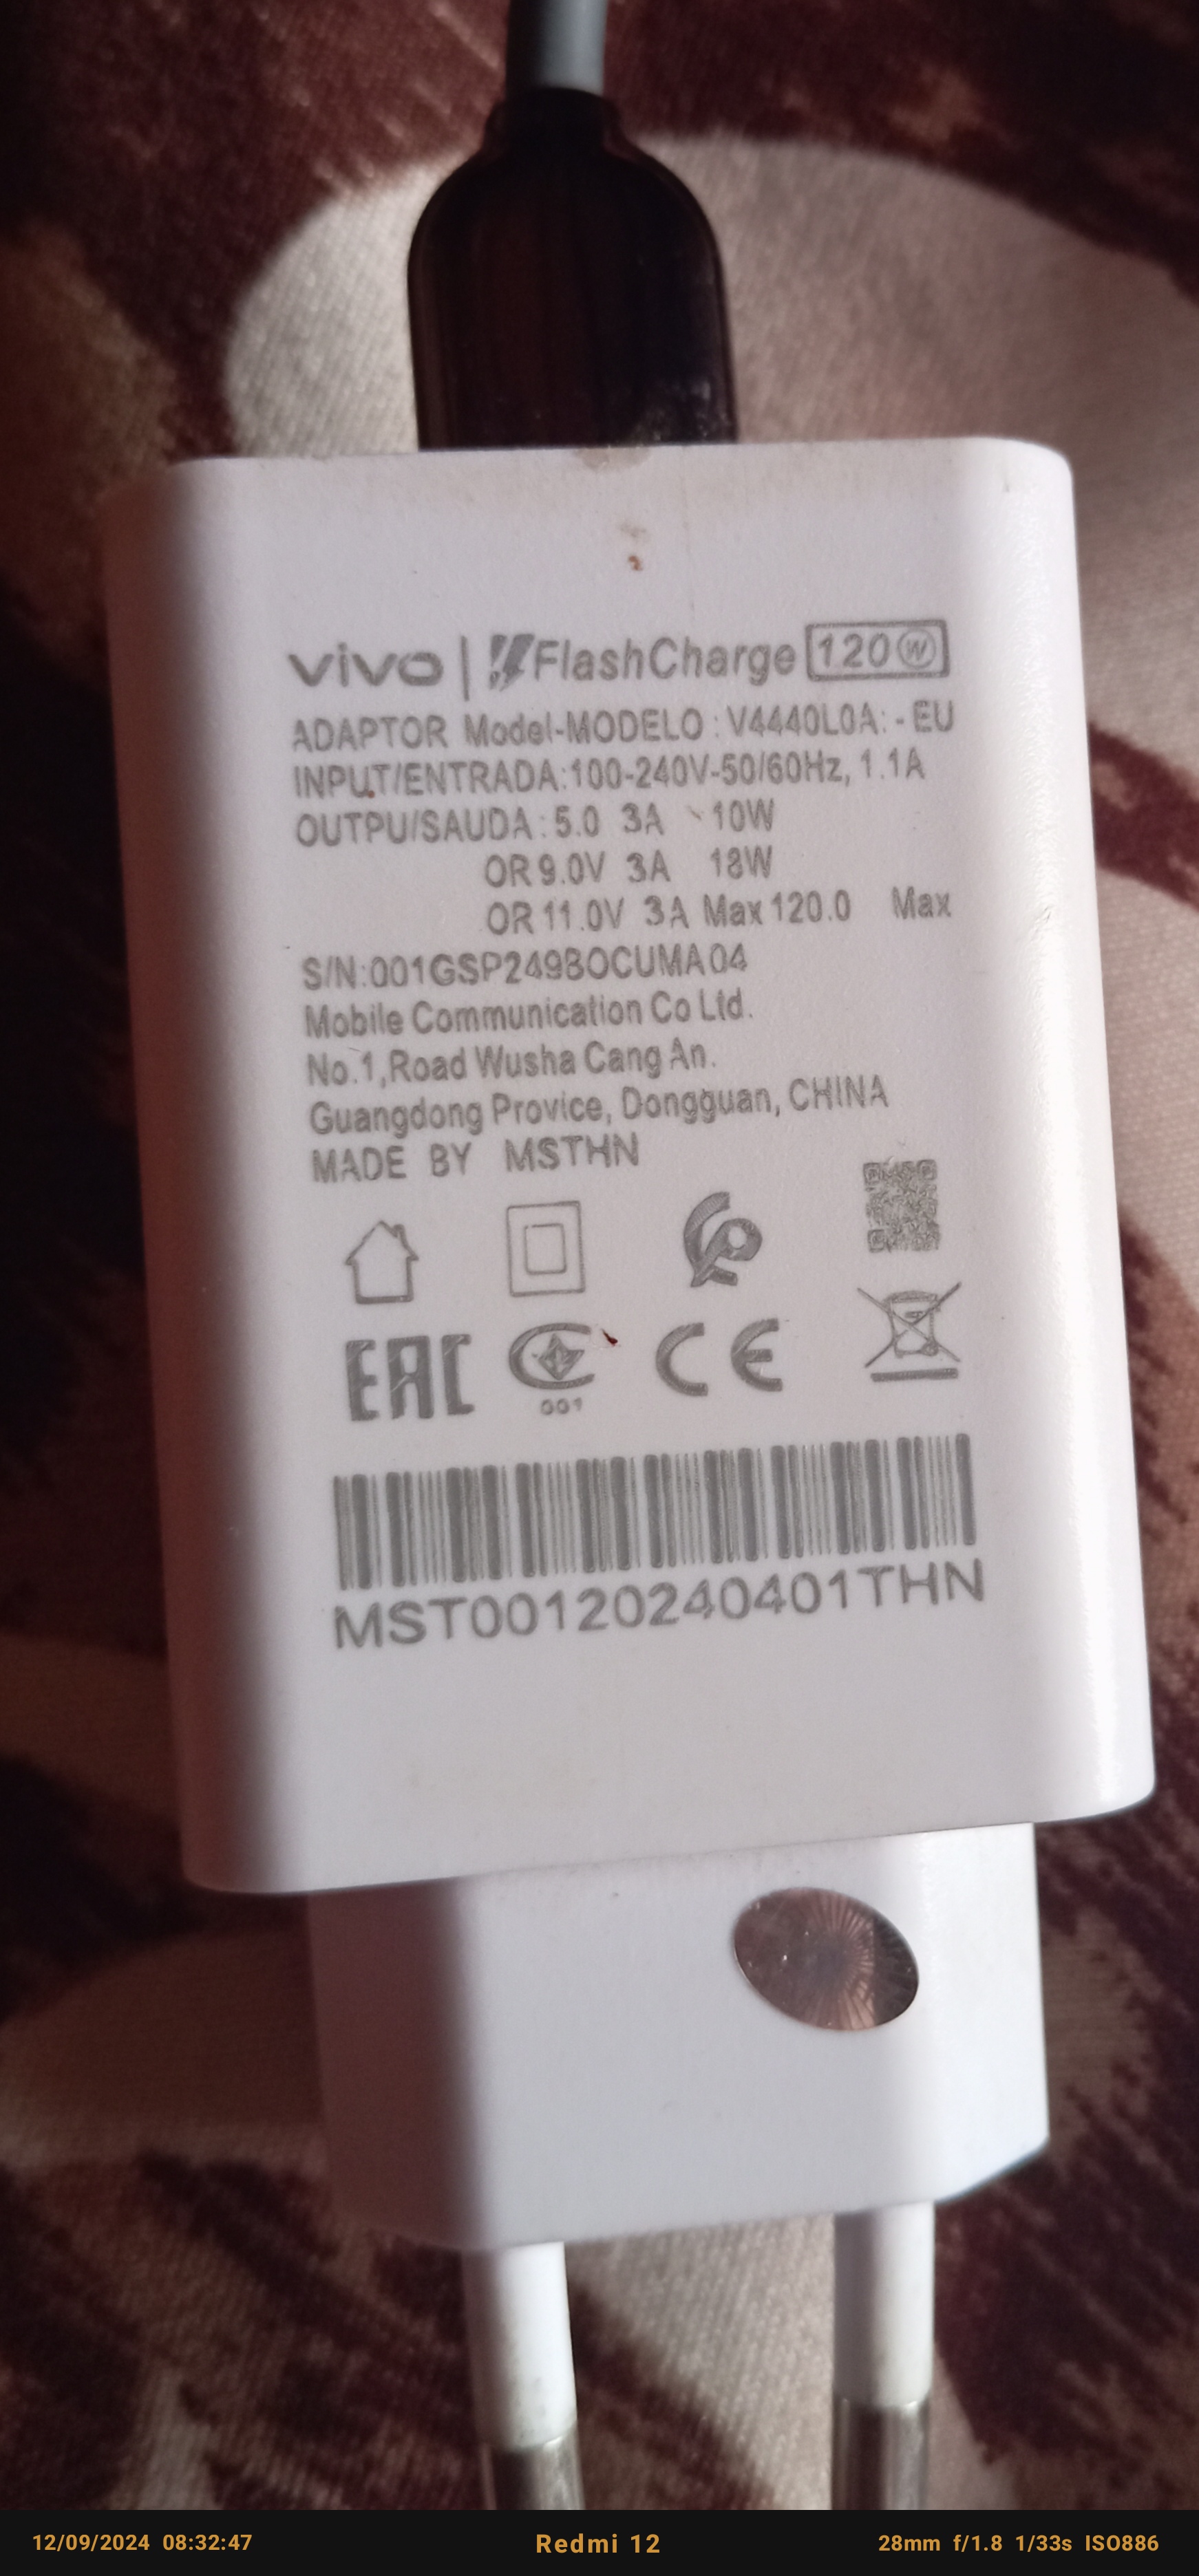 vivo | FlashCharge 120W
ADAPTOR Model-MODELO : V4440L0A: - EU
INPUT/ENTRADA:100-240V-50/60Hz, 1.1A
OUTPU/SAUDA : 5.0 3A 10W
OR 9.0V 3A 18W
OR 11.0V 3A Max 120.0 Max
S/N:001GSP249BOCUMA04
Mobile Communication Co Ltd.
No.1,Road Wusha Cang An.
Guangdong Provice, Dongguan, CHINA
MADE BY MSTHN
EAC
001
CE
MST00120240401THN
12/09/2024 08:32:47 Redmi 12 28mm f/1.8 1/33s ISO886